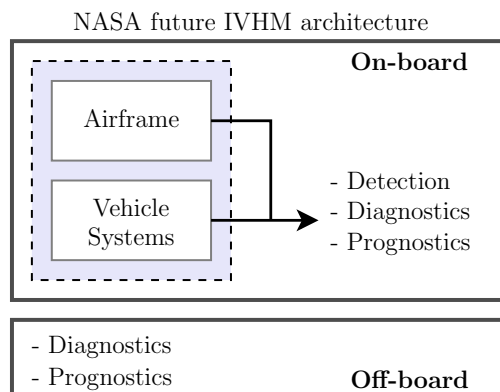 NASA future IVHM architecture
On-board
Airframe
Vehicle
Systems
- Detection
- Diagnostics
- Prognostics
- Diagnostics
- Prognostics
Off-board